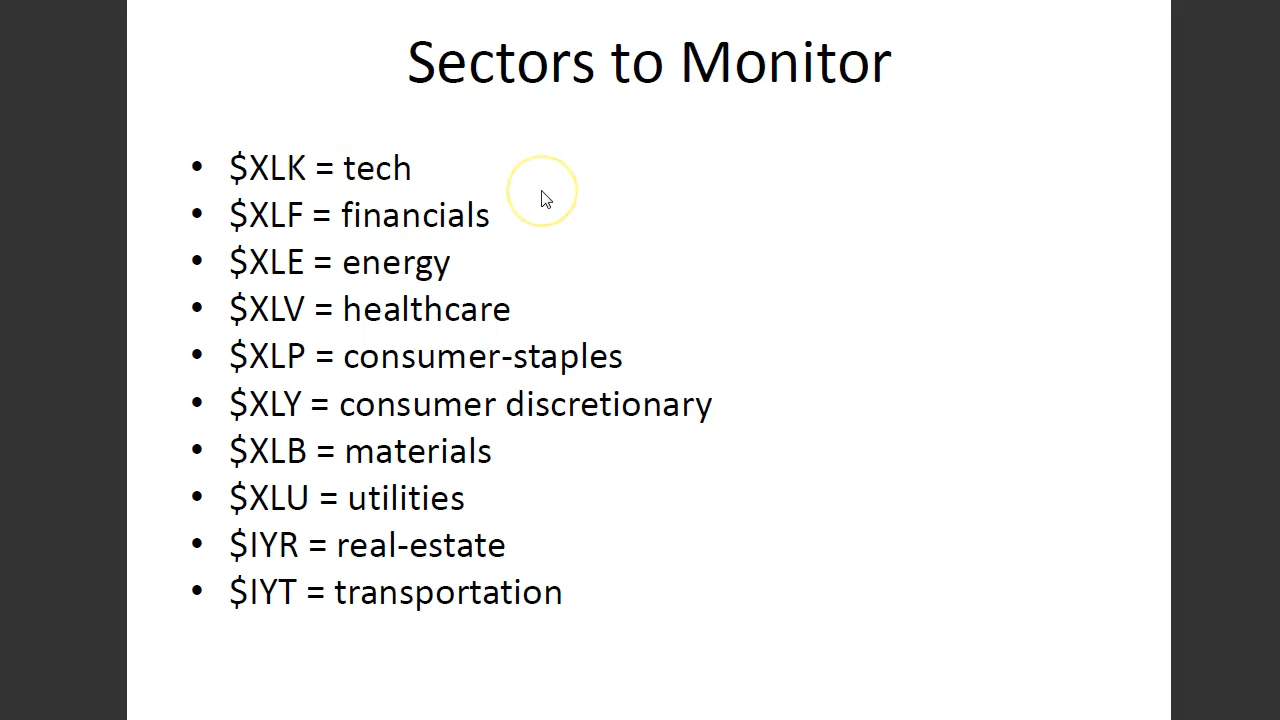 Sectors to Monitor
• $XLK = tech
• $XLF = financials
• $XLE = energy
• $XLV = healthcare
• $XLP = consumer-staples
• $XLY = consumer discretionary
• $XLB = materials
• $XLU = utilities
• $IYR = real-estate
• $IYT = transportation